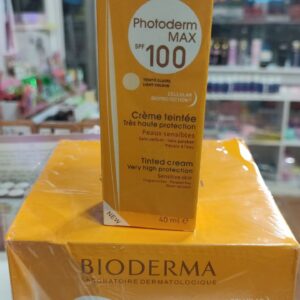 Photoderm
MAX
SPF 100
TEINTE CLAIRE
LIGHT COLOUR
CELLULAR
BIOPROTECTION
Crème teintée
Très haute protection
Peaux sensibles
Tinted cream
Very high protection
Sensitive skin
NEW
40 ml e
BIODERMA
LABORATOIRE DERMATOLOGIQUE